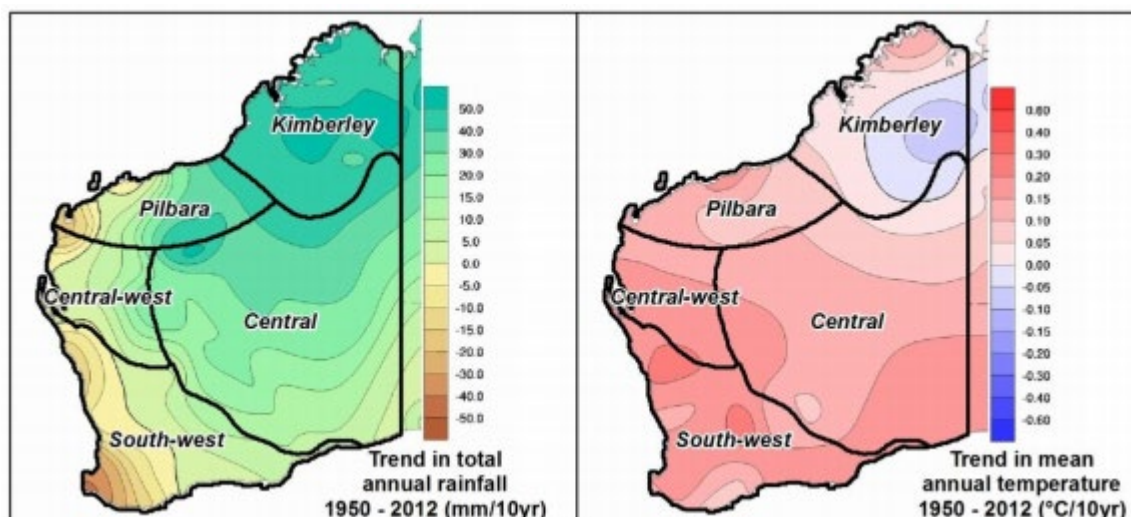 Kimberley
Pilbara
Central-west
Central
South-west
50.0
40.0
30.0
20.0
15.0
10.0
5.0
0.0
-5.0
-10.0
-15.0
-20.0
-30.0
-40.0
-50.0
Trend in total
annual rainfall
1950 - 2012 (mm/10yr)
Kimberley
Pilbara
Central-west
Central
South-west
0.60
0.40
0.30
0.20
0.15
0.10
0.05
0.00
-0.05
-0.10
-0.15
-0.20
-0.30
-0.40
-0.60
Trend in mean
annual temperature
1950 - 2012 (°C/10yr)